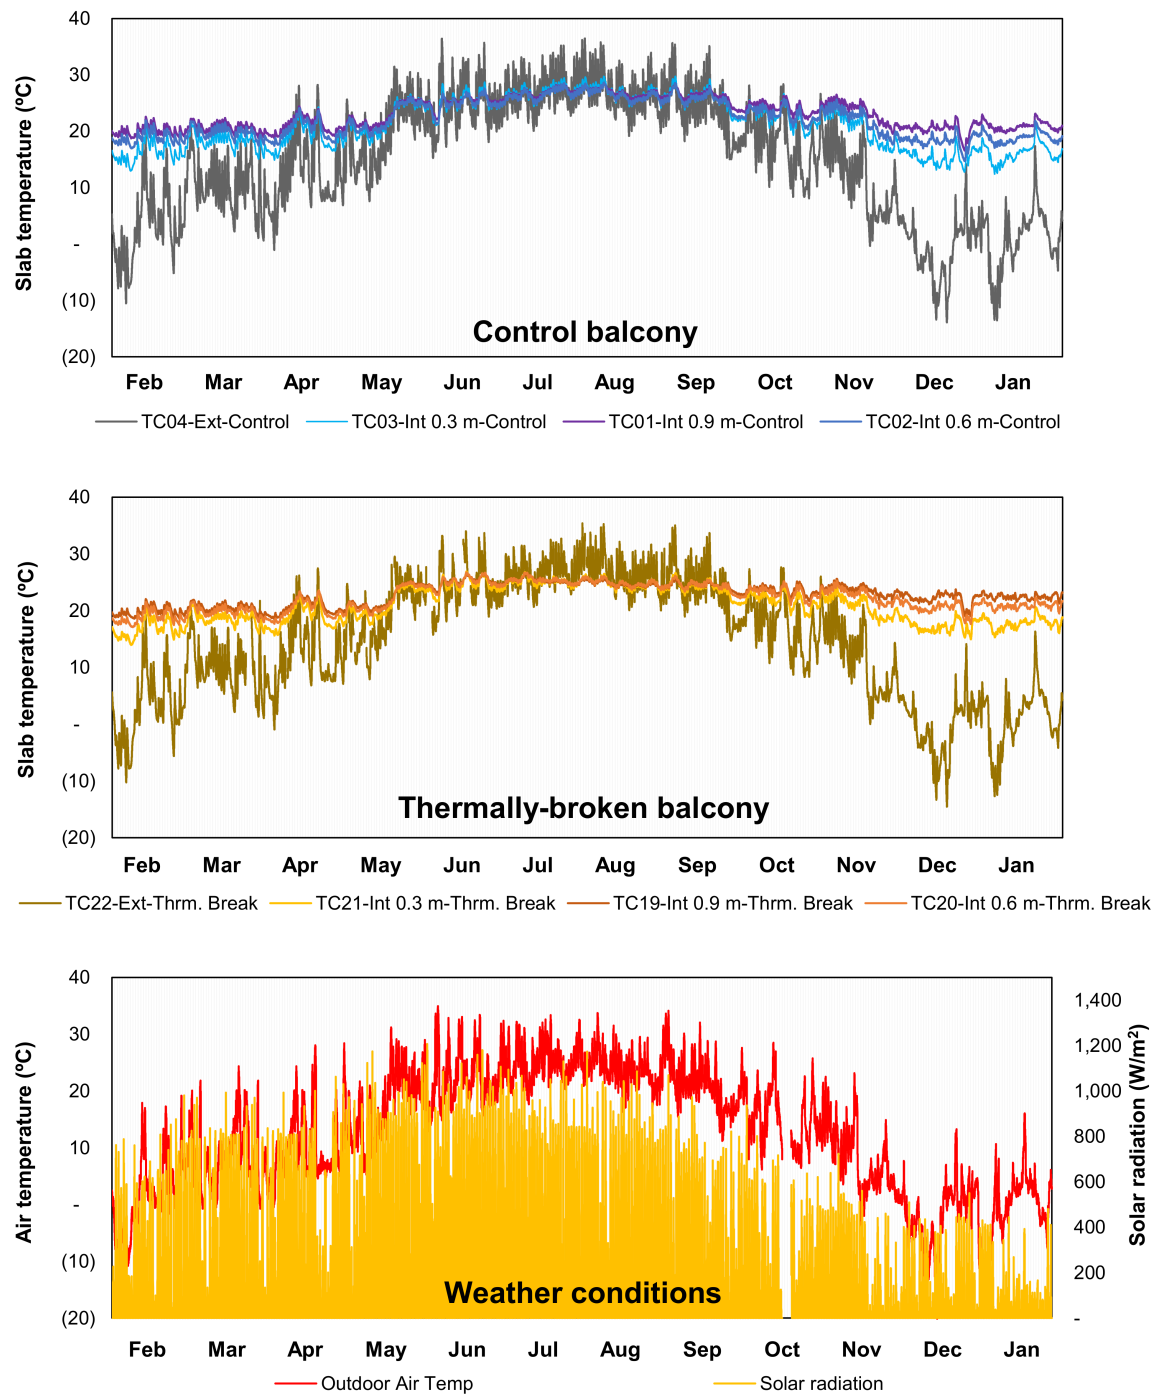 40
30
20
10
-
(10)
(20)
Slab temperature (ºC)
Control balcony
Feb Mar Apr May Jun Jul Aug Sep Oct Nov Dec Jan
TC04-Ext-Control TC03-Int 0.3 m-Control TC01-Int 0.9 m-Control TC02-Int 0.6 m-Control
40
30
20
10
-
(10)
(20)
Slab temperature (ºC)
Thermally-broken balcony
Feb Mar Apr May Jun Jul Aug Sep Oct Nov Dec Jan
TC22-Ext-Thrm. Break TC21-Int 0.3 m-Thrm. Break TC19-Int 0.9 m-Thrm. Break TC20-Int 0.6 m-Thrm. Break
40
30
20
10
-
(10)
(20)
Air temperature (ºC)
1,400
1,200
1,000
800
600
400
200
-
Solar radiation (W/m²)
Weather conditions
Feb Mar Apr May Jun Jul Aug Sep Oct Nov Dec Jan
Outdoor Air Temp Solar radiation